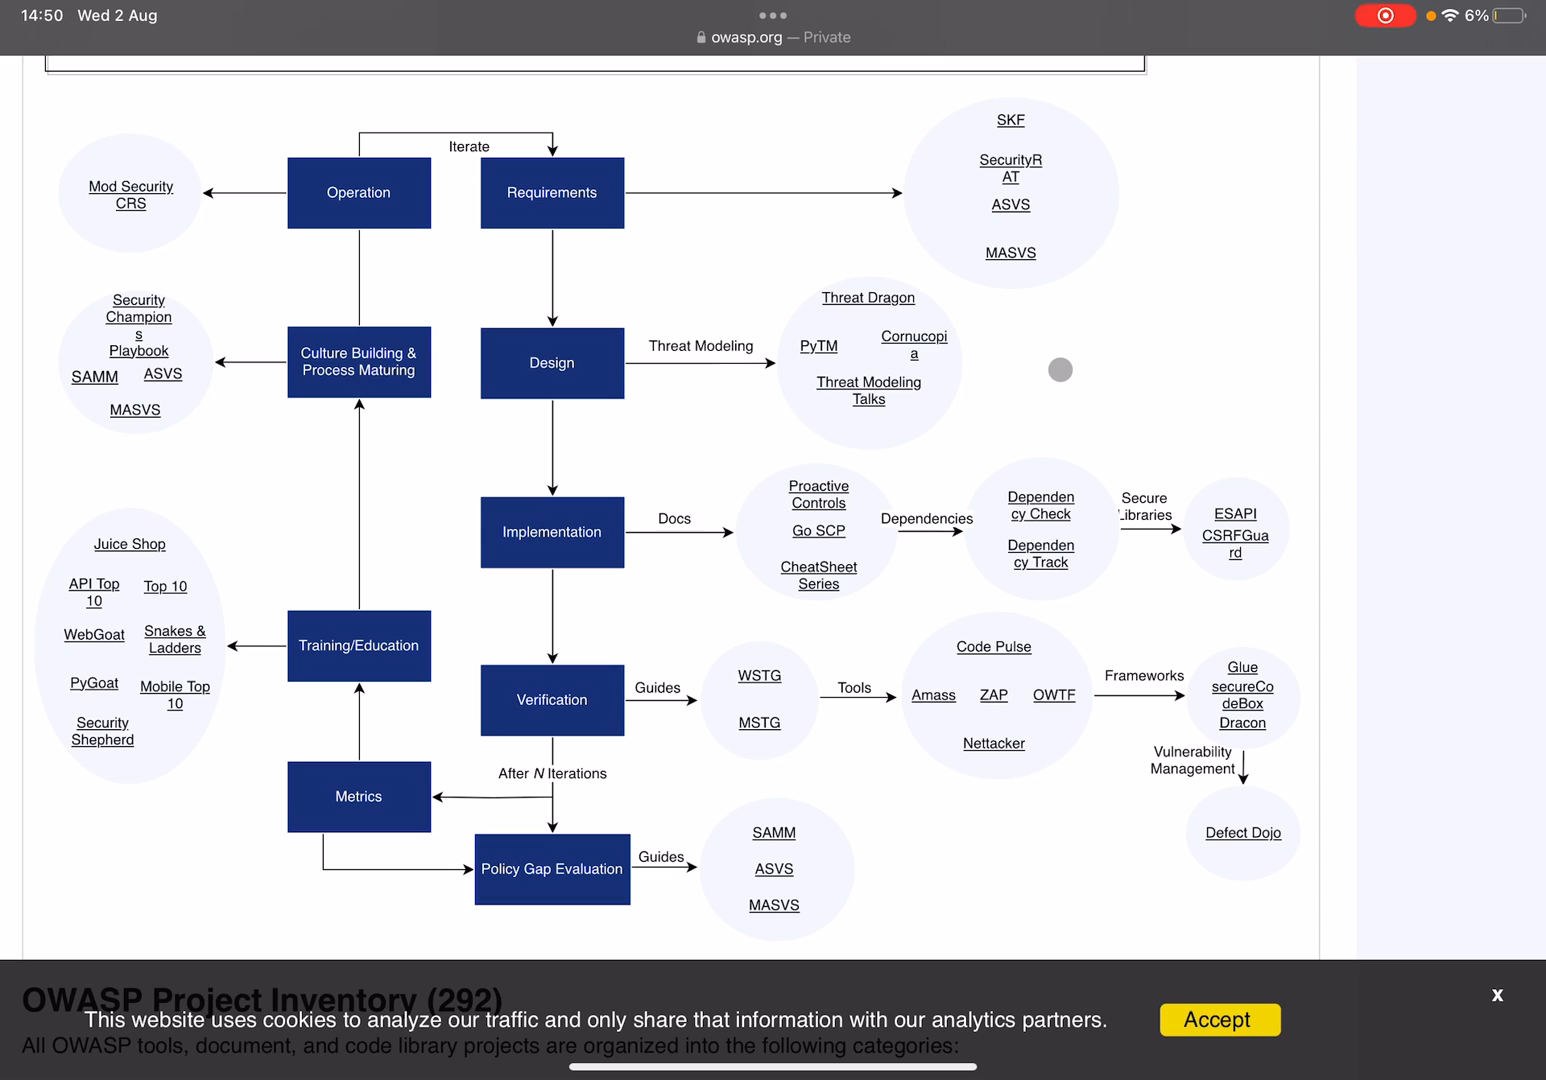 14:50 Wed 2 Aug
6%
owasp.org — Private
Iterate
Operation
Requirements
Mod Security
CRS
SKF
SecurityR
AT
ASVS
MASVS
Security
Champion
s
Playbook
SAMM
ASVS
MASVS
Culture Building &
Process Maturing
Design
Threat Modeling
Threat Dragon
PyTM
Cornucopi
a
Threat Modeling
Talks
Implementation
Docs
Proactive
Controls
Go SCP
CheatSheet
Series
Dependencies
Dependen
cy Check
Dependen
cy Track
Secure
Libraries
ESAPI
CSRFGua
rd
Juice Shop
API Top
10
Top 10
WebGoat
Snakes &
Ladders
PyGoat
Mobile Top
10
Security
Shepherd
Training/Education
Verification
Guides
WSTG
MSTG
Tools
Code Pulse
Amass
ZAP
OWTF
Nettacker
Frameworks
Glue
secureCo
deBox
Dracon
Vulnerability
Management
Defect Dojo
After N Iterations
Metrics
Policy Gap Evaluation
Guides
SAMM
ASVS
MASVS
OWASP Project Inventory (292)
This website uses cookies to analyze our traffic and only share that information with our analytics partners.
Accept
x
All OWASP tools, document, and code library projects are organized into the following categories: